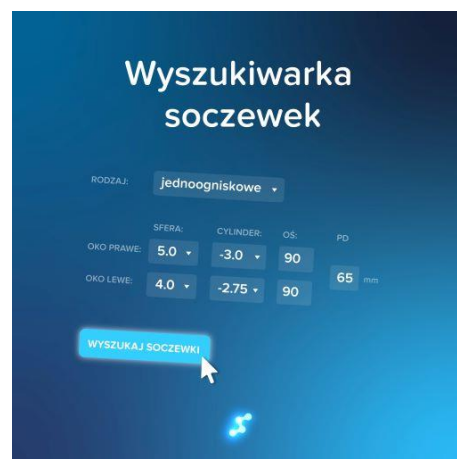 Wyszukiwarka
soczewek
RODZAJ: jednoogniskowe
SFERA: CYLINDER: OŚ: PD
OKO PRAWE: 5.0 -3.0 90
65 mm
OKO LEWE: 4.0 -2.75 90
WYSZUKAJ SOCZEWKI